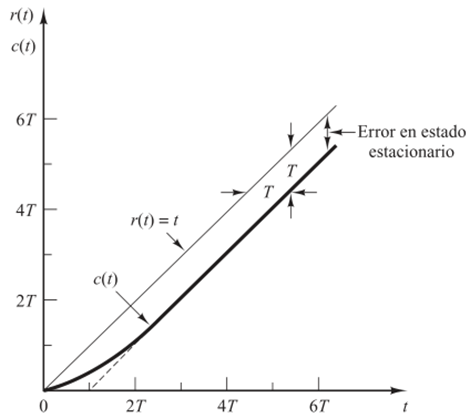 r(t)
c(t)
6T
Error en estado
estacionario
T
T
4T
r(t) = t
c(t)
2T
0
2T
4T
6T
t